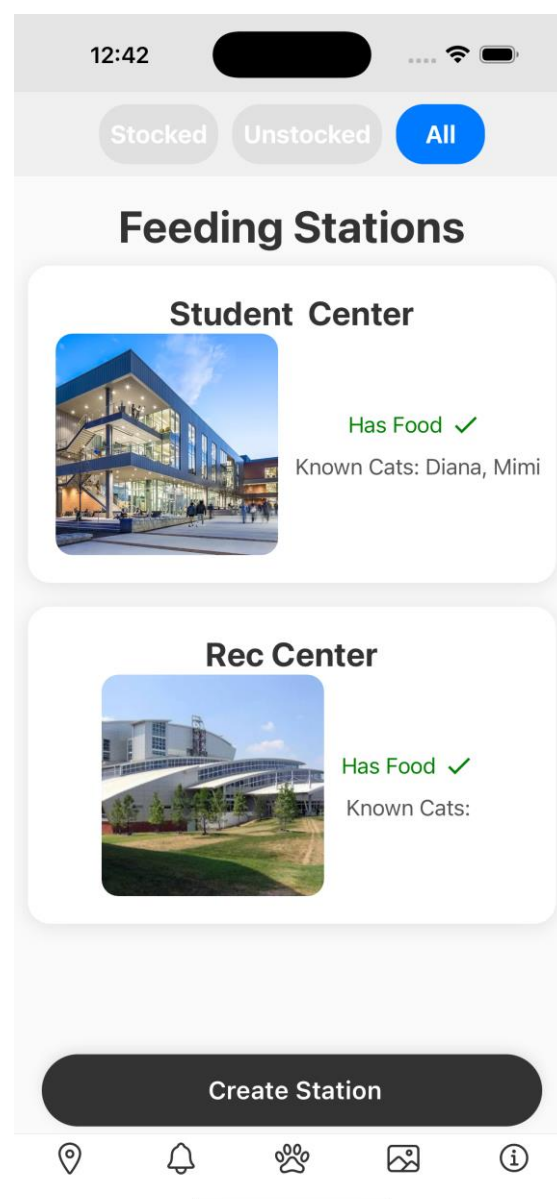 12:42
Stocked Unstocked All
Feeding Stations
Student Center
Has Food ✓
Known Cats: Diana, Mimi
Rec Center
Has Food ✓
Known Cats:
Create Station